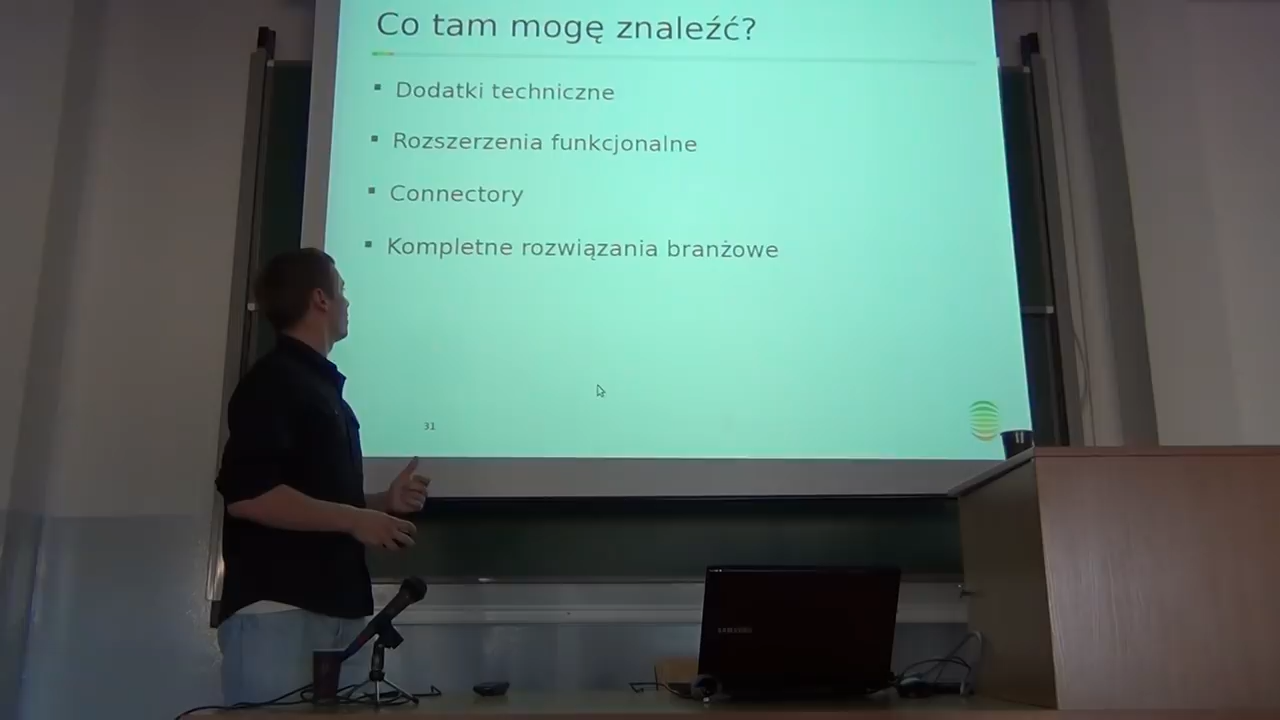 Co tam mogę znaleźć?
Dodatki techniczne
Rozszerzenia funkcjonalne
Connectory
Kompletne rozwiązania branżowe
31
SAMSUNG